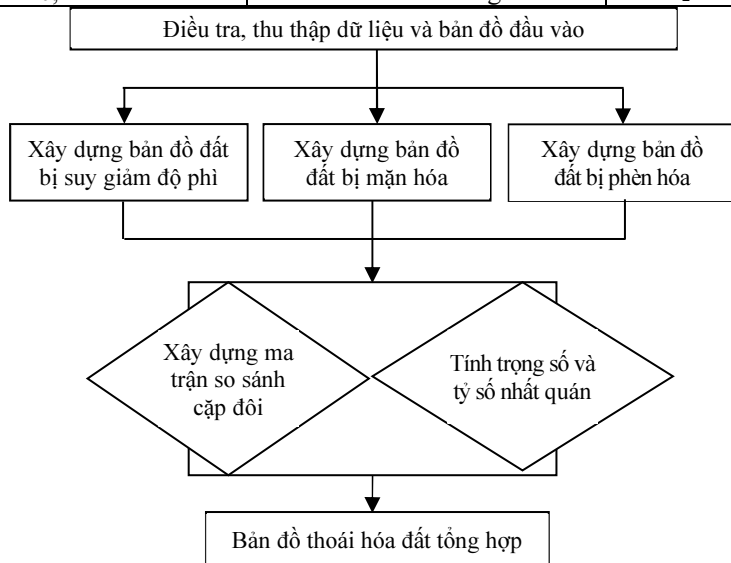 Điều tra, thu thập dữ liệu và bản đồ đầu vào
Xây dựng bản đồ đất
bị suy giảm độ phì
Xây dựng bản đồ
đất bị mặn hóa
Xây dựng bản đồ
đất bị phèn hóa
Xây dựng ma
trận so sánh
cặp đôi
Tính trọng số và
tỷ số nhất quán
Bản đồ thoái hóa đất tổng hợp